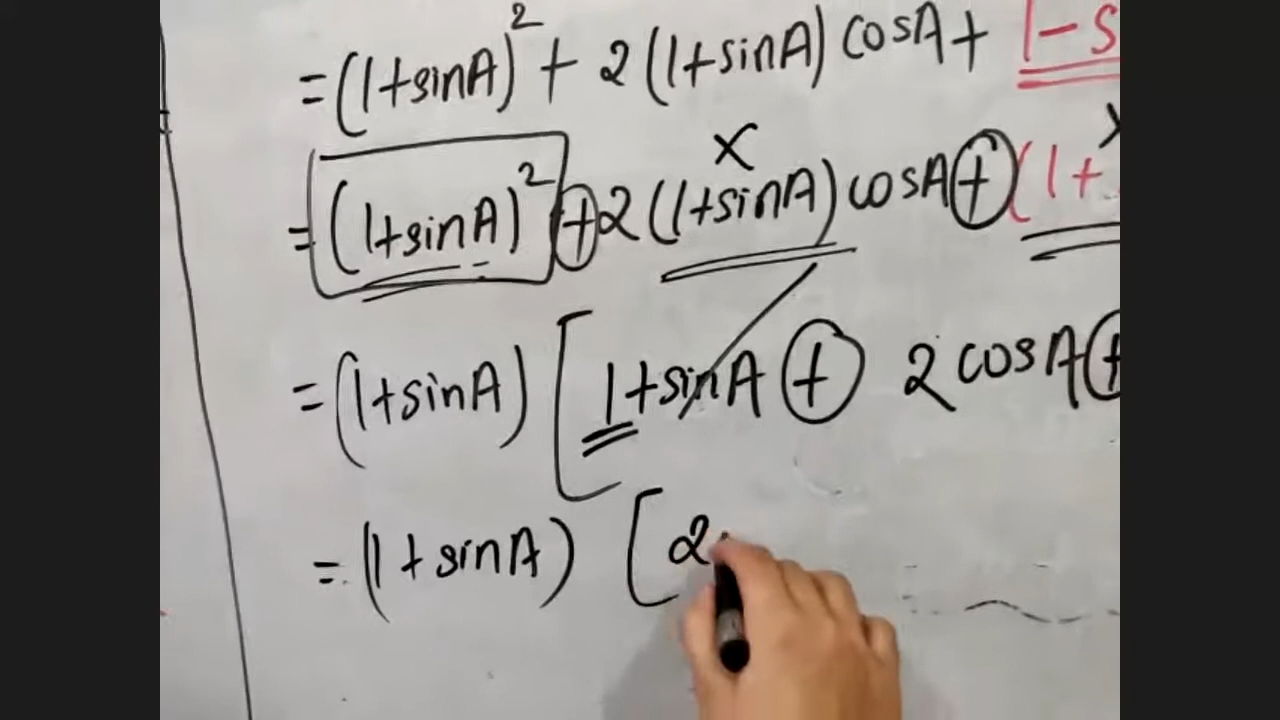 =(1+sinA)²+ 2(1+sinA) cosA+ 1-s
=(1+sinA)²+2(1+sinA) cosA+(1+
=(1+sinA) [1+sinA + 2cosA+
=(1+sinA) [2